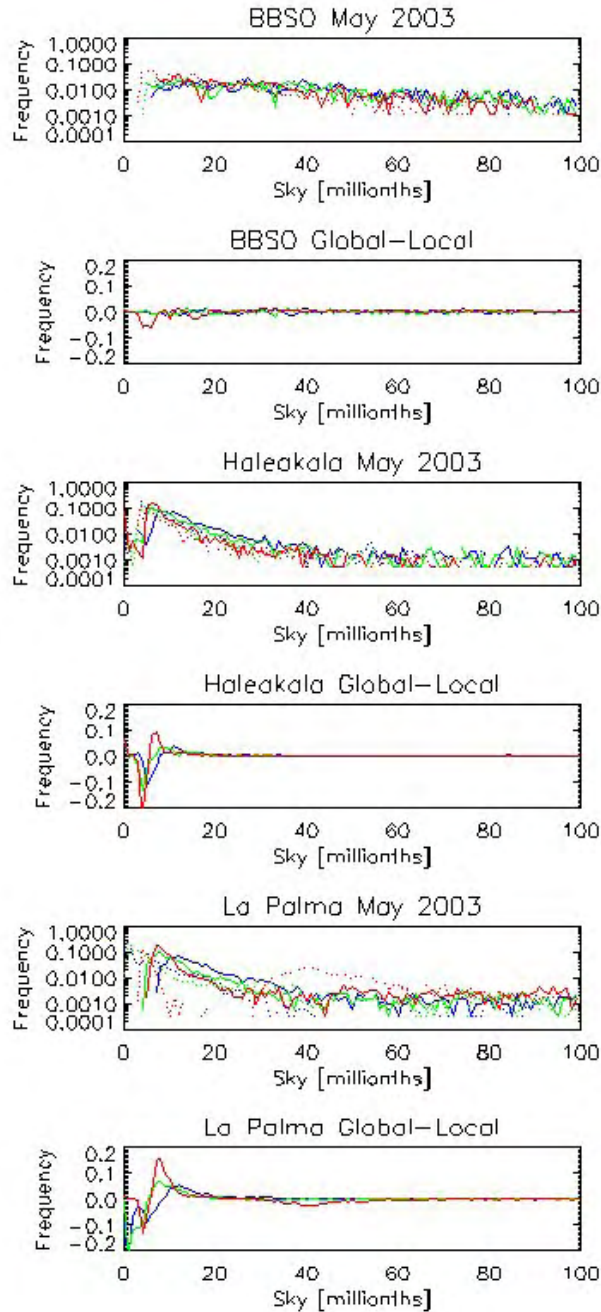 BBSO May 2003
1.0000
0.1000
0.0100
0.0010
0.0001
Frequency
0 20 40 60 80 100
Sky [millionths]
BBSO Global-Local
0.2
0.1
0.0
-0.1
-0.2
Frequency
0 20 40 60 80 100
Sky [millionths]
Haleakala May 2003
1.0000
0.1000
0.0100
0.0010
0.0001
Frequency
0 20 40 60 80 100
Sky [millionths]
Haleakala Global-Local
0.2
0.1
0.0
-0.1
-0.2
Frequency
0 20 40 60 80 100
Sky [millionths]
La Palma May 2003
1.0000
0.1000
0.0100
0.0010
0.0001
Frequency
0 20 40 60 80 100
Sky [millionths]
La Palma Global-Local
0.2
0.1
0.0
-0.1
-0.2
Frequency
0 20 40 60 80 100
Sky [millionths]